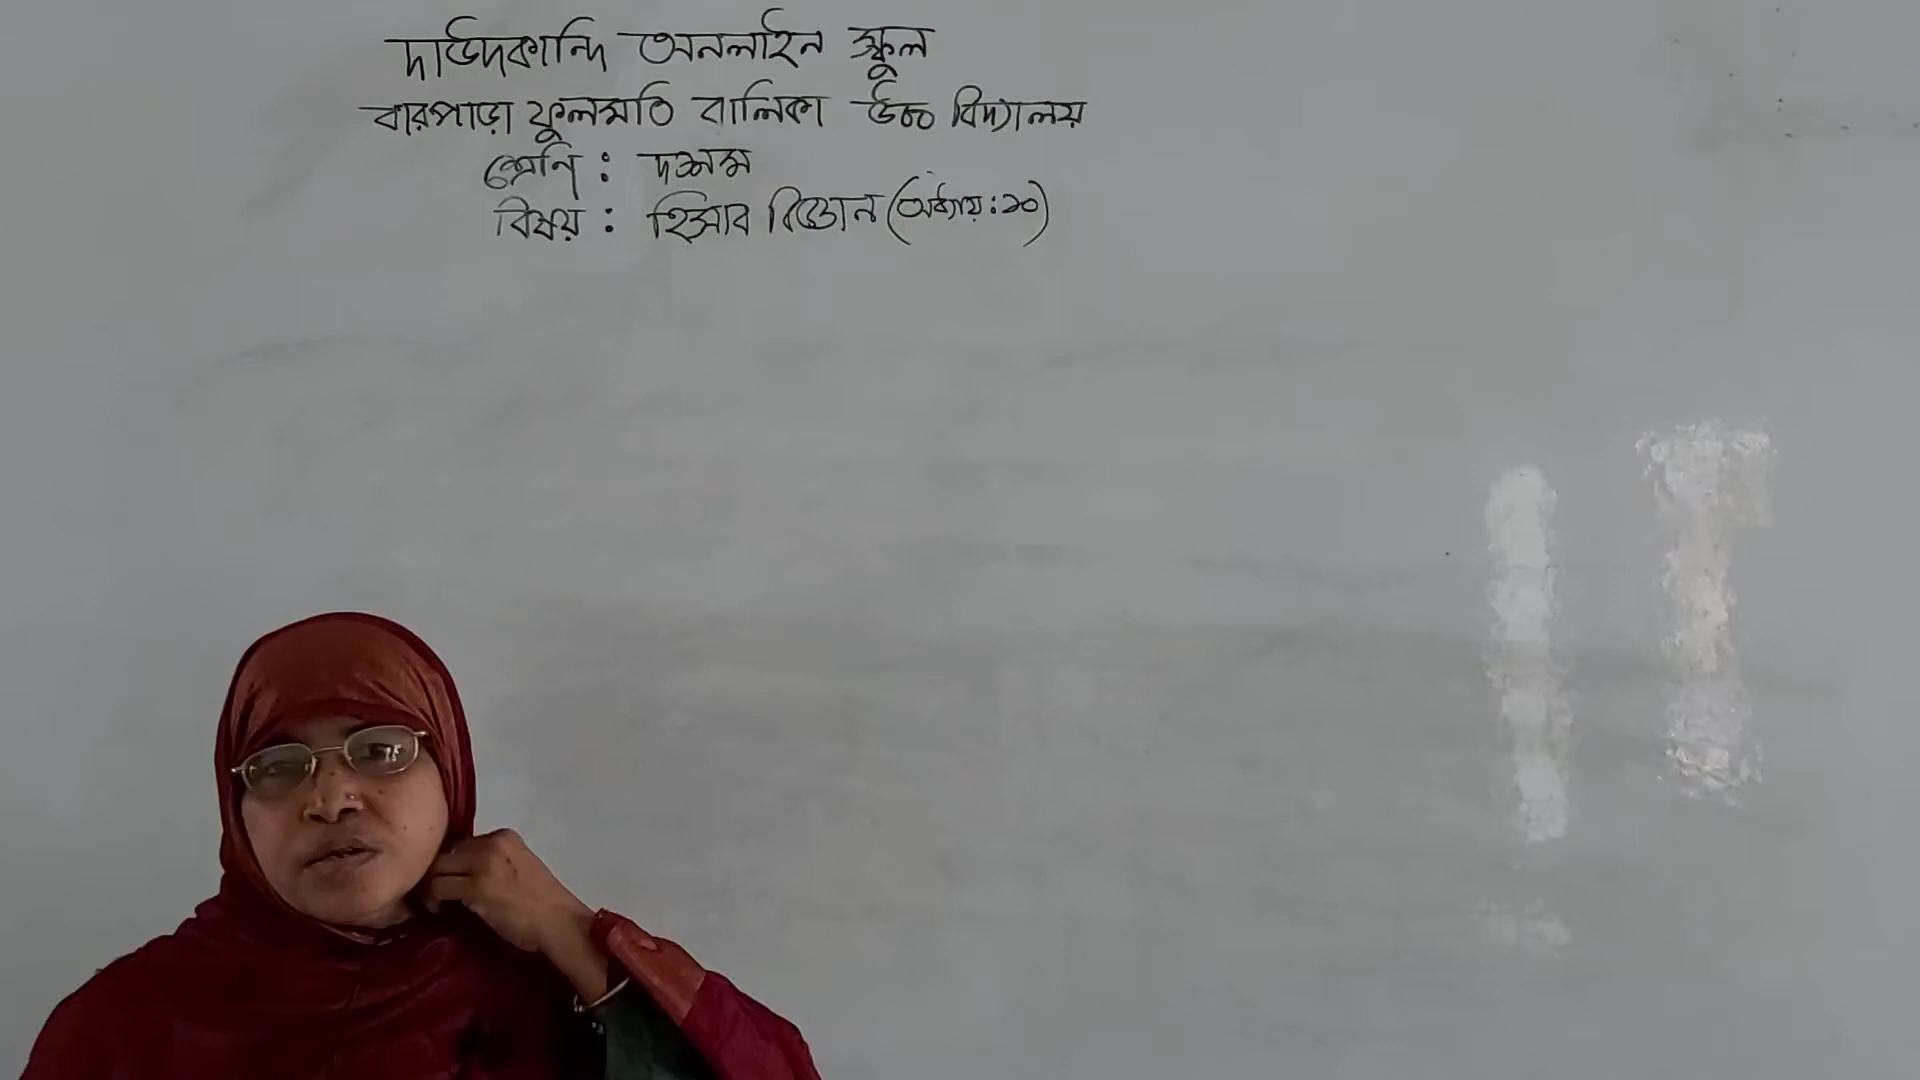 দাউদকান্দি অনলাইন স্কুল
বারপাড়া ফুলমতি বালিকা উচ্চ বিদ্যালয়
শ্রেণি : দশম
বিষয় : হিসাব বিজ্ঞান (অধ্যায় : ১০)